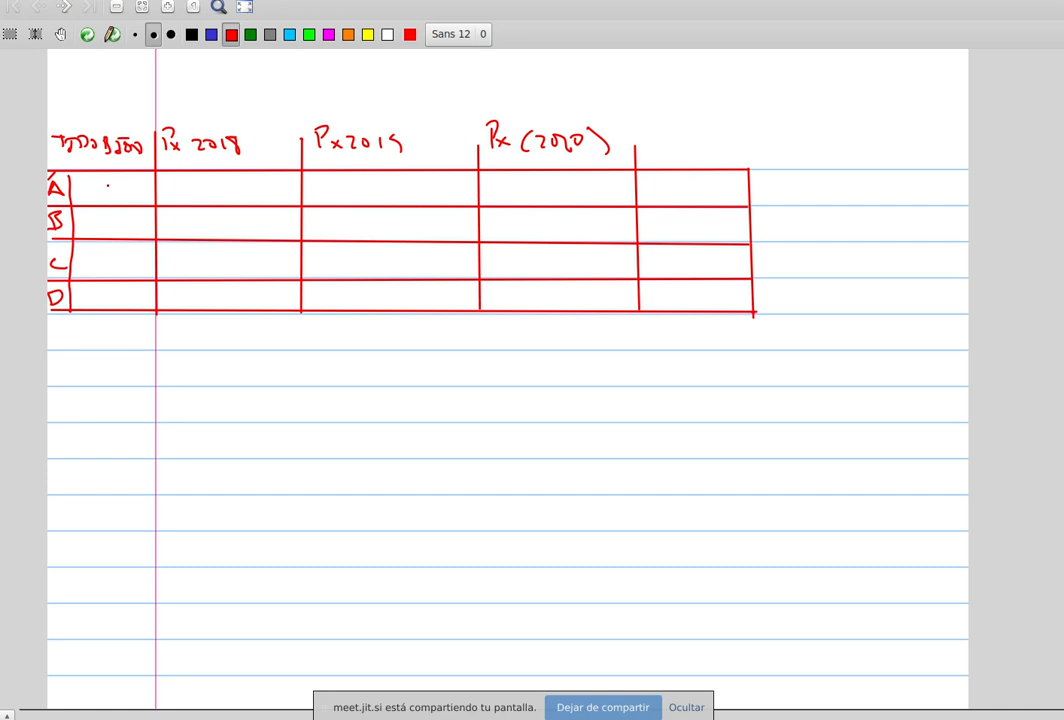 Sans 12 0
Px 2018 Px 2019 Px (2020)
A
B
C
D
meet.jit.si está compartiendo tu pantalla. Dejar de compartir Ocultar